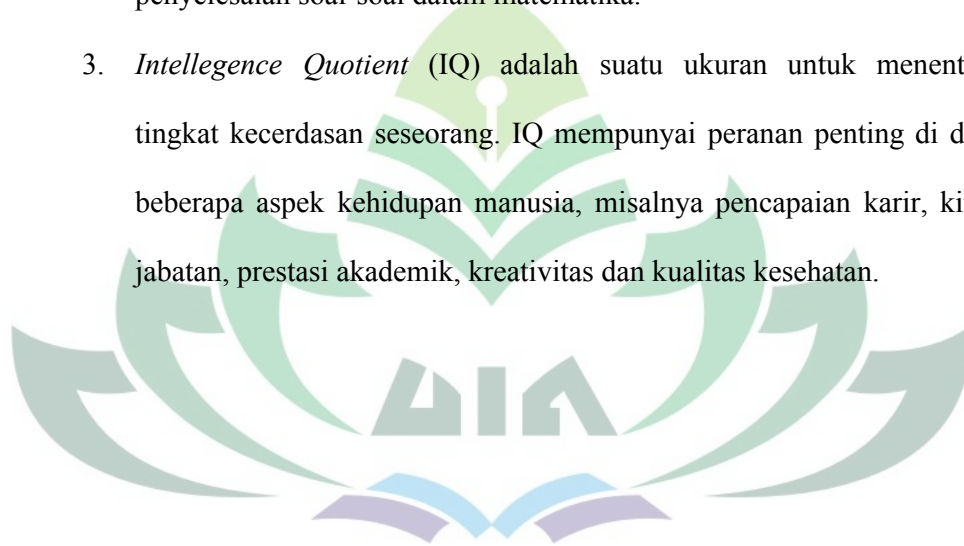 penyelesaian soal-soal dalam matematika.
3. Intellegence Quotient (IQ) adalah suatu ukuran untuk menent
tingkat kecerdasan seseorang. IQ mempunyai peranan penting di d
beberapa aspek kehidupan manusia, misalnya pencapaian karir, ki
jabatan, prestasi akademik, kreativitas dan kualitas kesehatan.
UIN